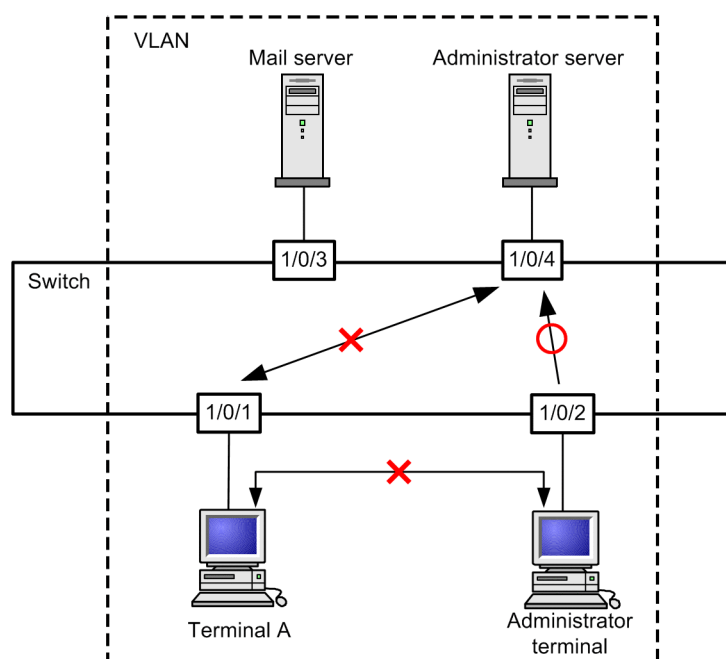 VLAN
Mail server
Administrator server
1/0/3
1/0/4
Switch
1/0/1
1/0/2
Terminal A
Administrator
terminal